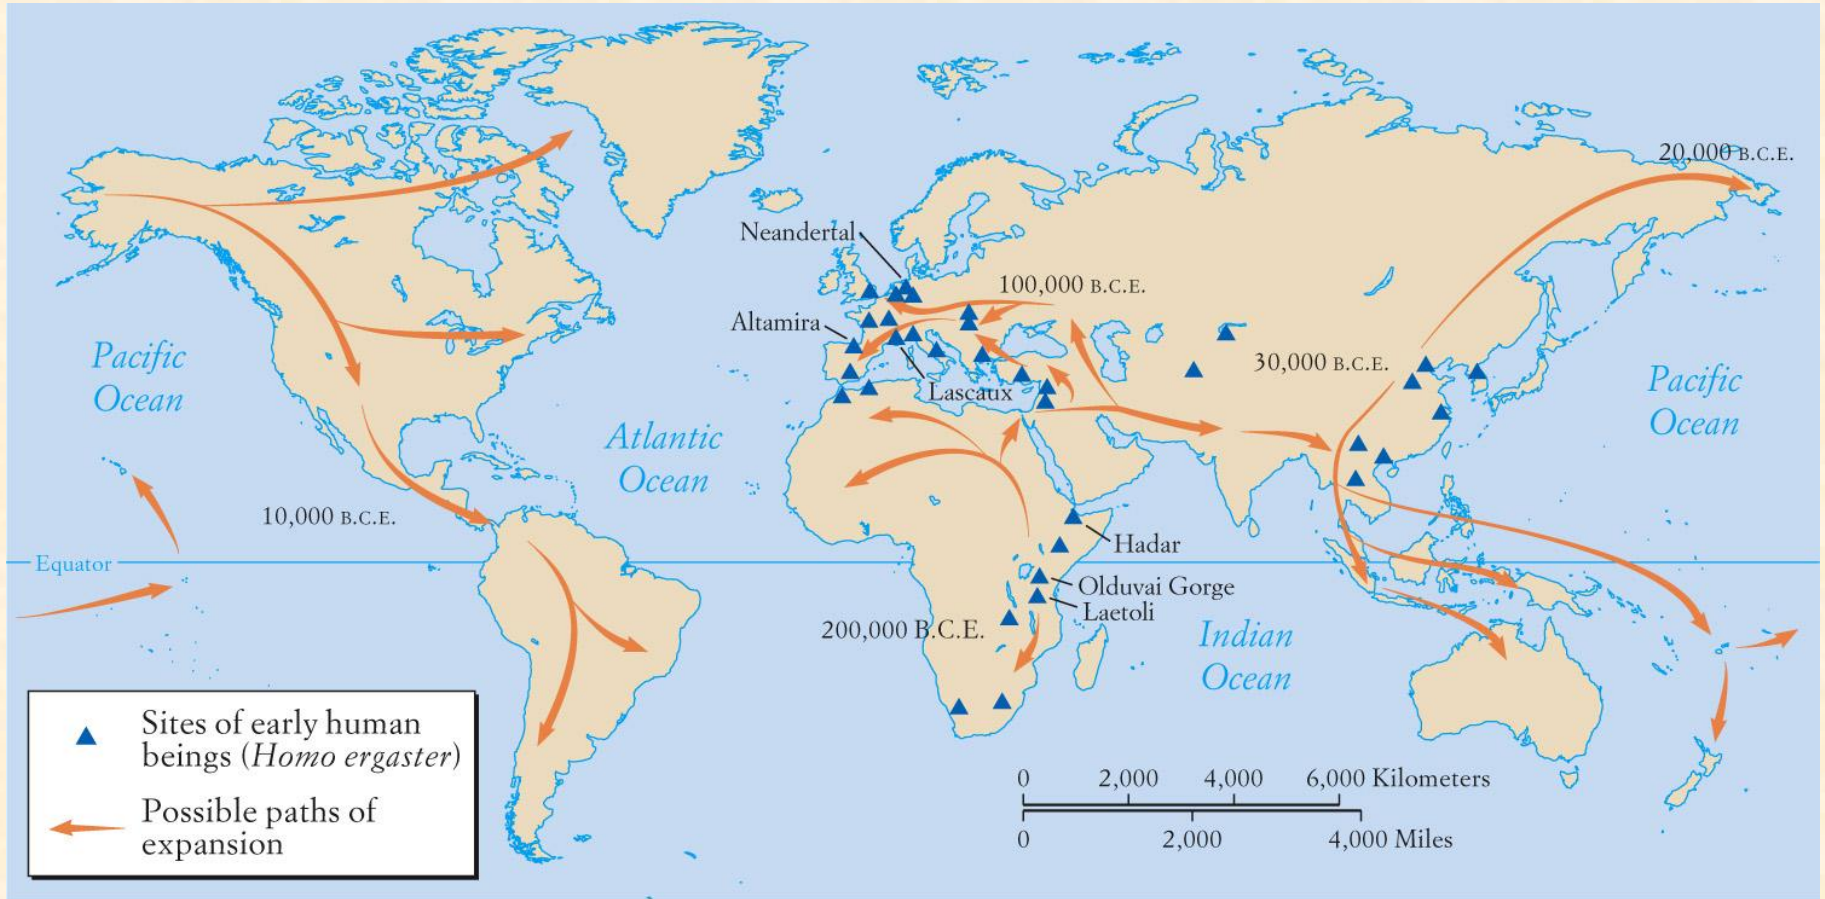 20,000 B.C.E.
Neandertal
100,000 B.C.E.
Altamira
Pacific
Ocean
30,000 B.C.E.
Pacific
Ocean
Lascaux
Atlantic
Ocean
10,000 B.C.E.
Hadar
Equator
Olduvai Gorge
Laetoli
200,000 B.C.E.
Indian
Ocean
Sites of early human
beings (Homo ergaster)
Possible paths of
expansion
0 2,000 4,000 6,000 Kilometers
0 2,000 4,000 Miles